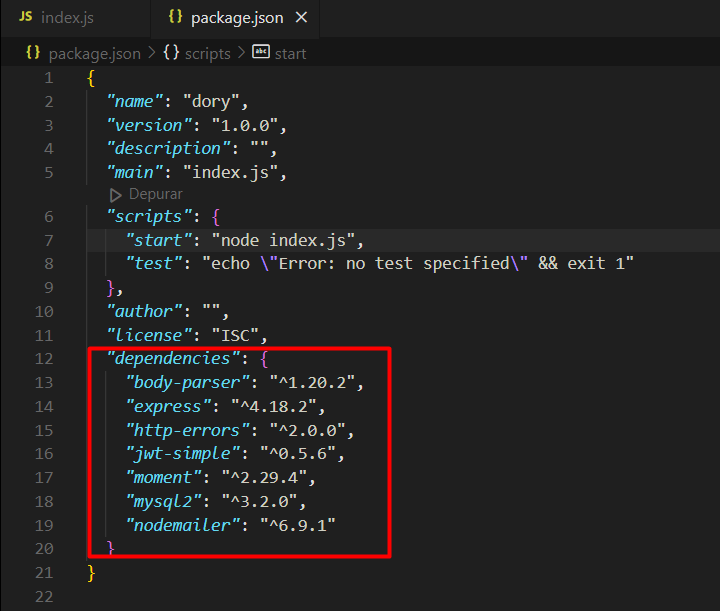 JS index.js
{} package.json ×
{} package.json > {} scripts > abc start
1 {
2 "name": "dory",
3 "version": "1.0.0",
4 "description": "",
5 "main": "index.js",
Depurar
6 "scripts": {
7 "start": "node index.js",
8 "test": "echo \"Error: no test specified\" && exit 1"
9 },
10 "author": "",
11 "license": "ISC",
12 "dependencies": {
13 "body-parser": "^1.20.2",
14 "express": "^4.18.2",
15 "http-errors": "^2.0.0",
16 "jwt-simple": "^0.5.6",
17 "moment": "^2.29.4",
18 "mysql2": "^3.2.0",
19 "nodemailer": "^6.9.1"
20 }
21 }
22